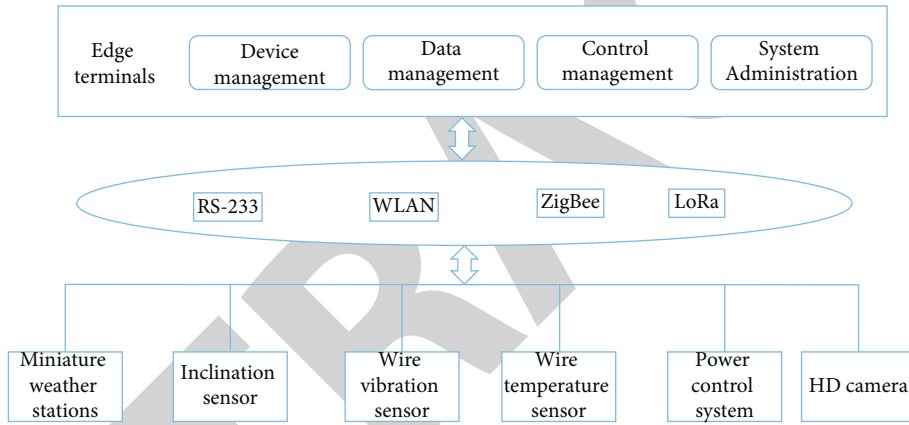 Edge
terminals
Device
management
Data
management
Control
management
System
Administration
RS-233
WLAN
ZigBee
LoRa
Miniature
weather
stations
Inclination
sensor
Wire
vibration
sensor
Wire
temperature
sensor
Power
control
system
HD camera